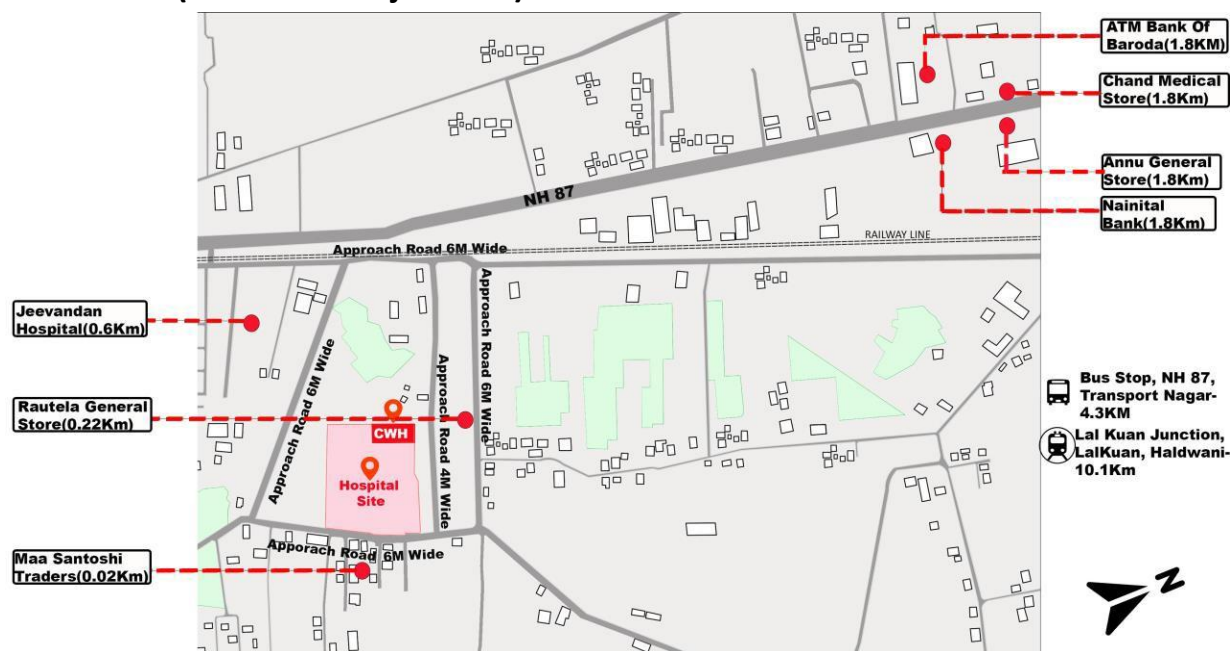 ATM Bank Of
Baroda(1.8KM)
Chand Medical
Store(1.8Km)
Annu General
Store(1.8Km)
Nainital
Bank(1.8Km)
NH 87
RAILWAY LINE
Approach Road 6M Wide
Jeevandan
Hospital(0.6Km)
Approach Road 6M Wide
Approach Road 4M Wide
Approach Road 6M Wide
Rautela General
Store(0.22Km)
CWH
Hospital
Site
Bus Stop, NH 87,
Transport Nagar-
4.3KM
Lal Kuan Junction,
LalKuan, Haldwani-
10.1Km
Apporach Road 6M Wide
Maa Santoshi
Traders(0.02Km)
N